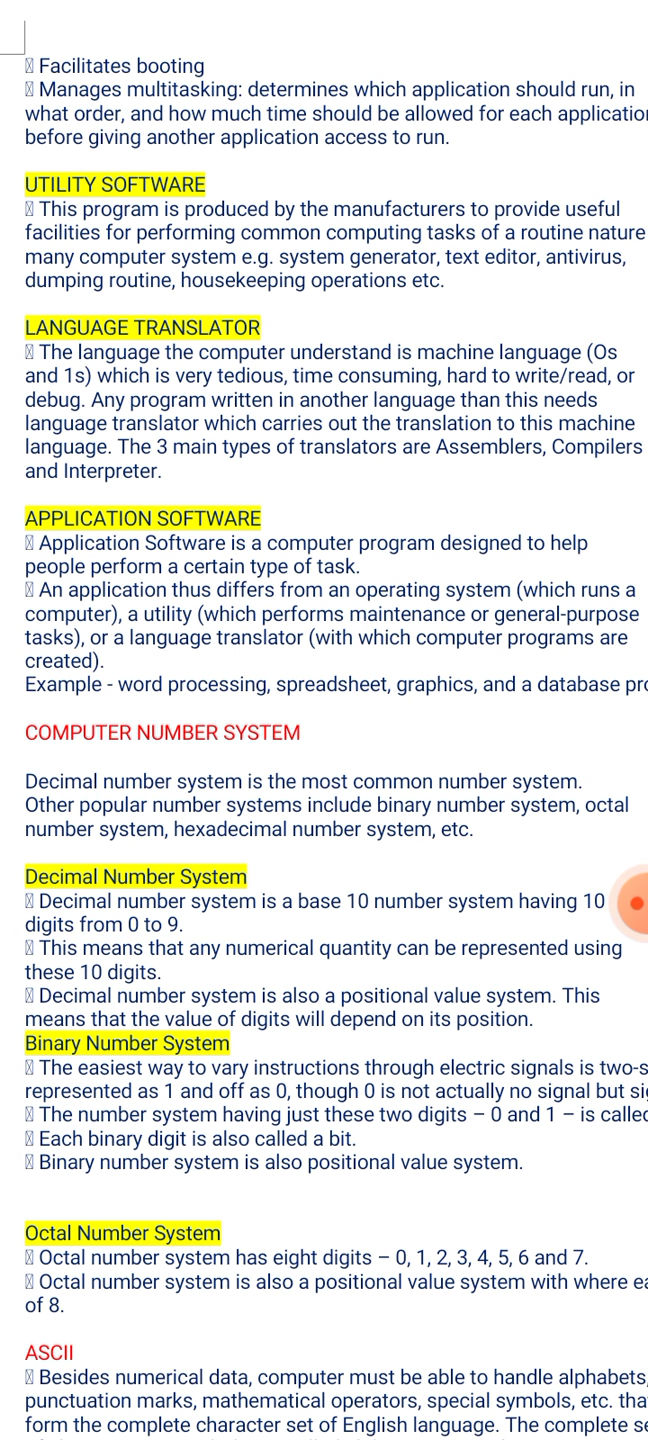 Facilitates booting
Manages multitasking: determines which application should run, in
what order, and how much time should be allowed for each
before giving another application access to run.
UTILITY SOFTWARE
This program is produced by the manufacturers to provide useful
facilities for performing common computing tasks of a routine nature
many computer system e.g. system generator, text editor, antivirus,
dumping routine, housekeeping operations etc.
LANGUAGE TRANSLATOR
The language the computer understand is machine language (Os
and 1s) which is very tedious, time consuming, hard to write/read, or
debug. Any program written in another language than this needs
language translator which carries out the translation to this machine
language. The 3 main types of translators are Assemblers, Compilers
and Interpreter.
APPLICATION SOFTWARE
Application Software is a computer program designed to help
people perform a certain type of task.
An application thus differs from an operating system (which runs a
computer), a utility (which performs maintenance or general-purpose
tasks), or a language translator (with which computer programs are
created).
Example - word processing, spreadsheet, graphics, and a database
COMPUTER NUMBER SYSTEM
Decimal number system is the most common number system.
Other popular number systems include binary number system, octal
number system, hexadecimal number system, etc.
Decimal Number System
Decimal number system is a base 10 number system having 10
digits from 0 to 9.
This means that any numerical quantity can be represented using
these 10 digits.
Decimal number system is also a positional value system. This
means that the value of digits will depend on its position.
Binary Number System
The easiest way to vary instructions through electric signals is
represented as 1 and off as 0, though 0 is not actually no signal but
The number system having just these two digits – 0 and 1 – is
Each binary digit is also called a bit.
Binary number system is also positional value system.
Octal Number System
Octal number system has eight digits – 0, 1, 2, 3, 4, 5, 6 and 7.
Octal number system is also a positional value system with where
of 8.
ASCII
Besides numerical data, computer must be able to handle alphabets,
punctuation marks, mathematical operators, special symbols, etc.
form the complete character set of English language. The complete